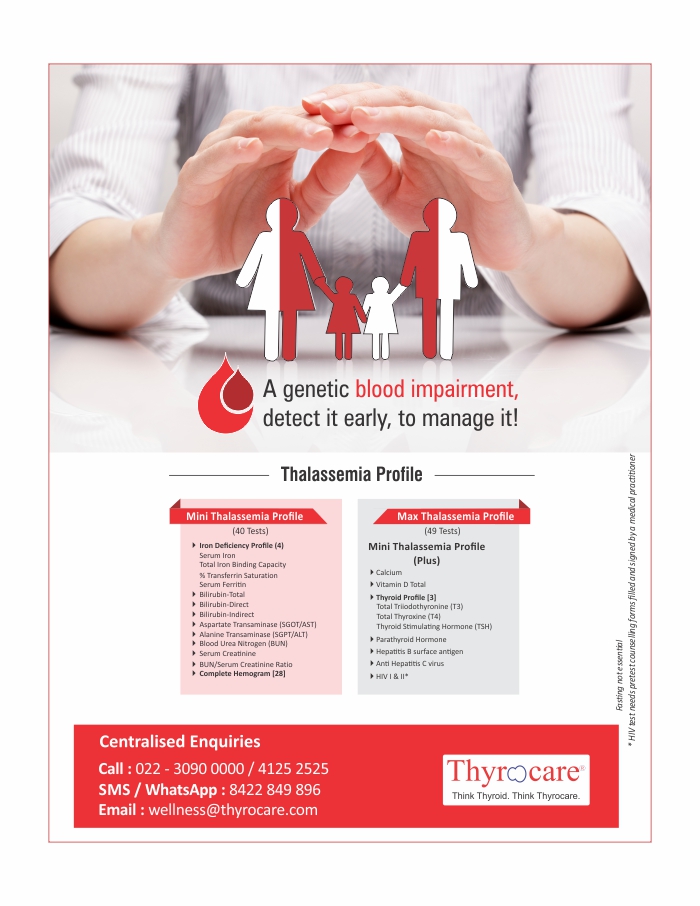 A genetic blood impairment,
detect it early, to manage it!
Thalassemia Profile
Mini Thalassemia Profile
(40 Tests)
Iron Deficiency Profile (4)
Serum Iron
Total Iron Binding Capacity
% Transferrin Saturation
Serum Ferritin
Bilirubin-Total
Bilirubin-Direct
Bilirubin-Indirect
Aspartate Transaminase (SGOT/AST)
Alanine Transaminase (SGPT/ALT)
Blood Urea Nitrogen (BUN)
Serum Creatinine
BUN/Serum Creatinine Ratio
Complete Hemogram [28]
Max Thalassemia Profile
(49 Tests)
Mini Thalassemia Profile
(Plus)
Calcium
Vitamin D Total
Thyroid Profile [3]
Total Triiodothyronine (T3)
Total Thyroxine (T4)
Thyroid Stimulating Hormone (TSH)
Parathyroid Hormone
Hepatitis B surface antigen
Anti Hepatitis C virus
HIV I & II*
Fasting not essential
* HIV test needs pretest counselling forms filled and signed by a medical practitioner
Centralised Enquiries
Call : 022 - 3090 0000 / 4125 2525
SMS / WhatsApp : 8422 849 896
Email : wellness@thyrocare.com
Thyrocare®
Think Thyroid. Think Thyrocare.